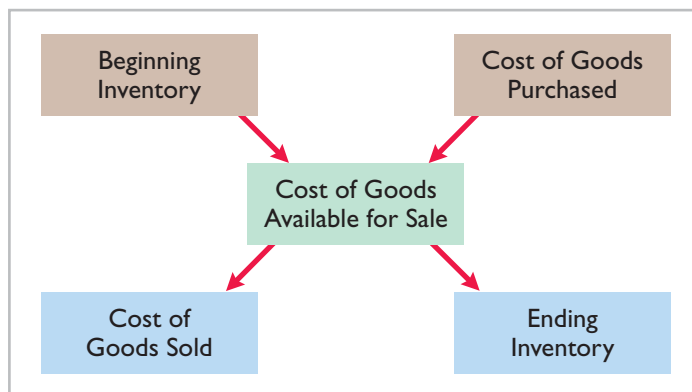 Beginning
Inventory
Cost of Goods
Purchased
Cost of Goods
Available for Sale
Cost of
Goods Sold
Ending
Inventory